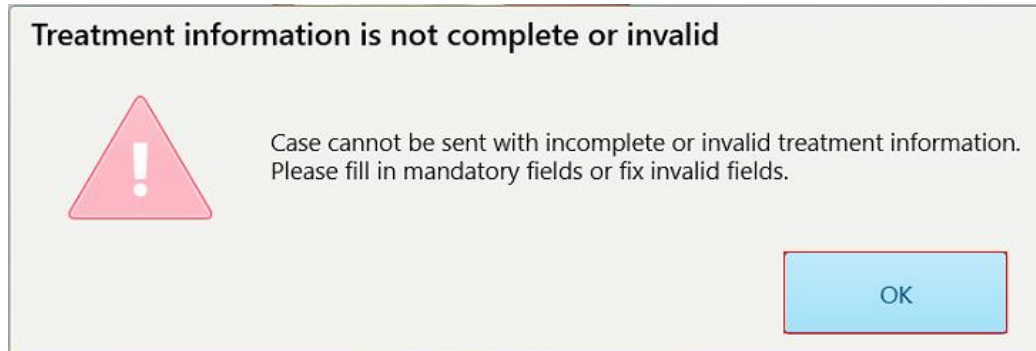 Treatment information is not complete or invalid
Case cannot be sent with incomplete or invalid treatment information.
Please fill in mandatory fields or fix invalid fields.
OK